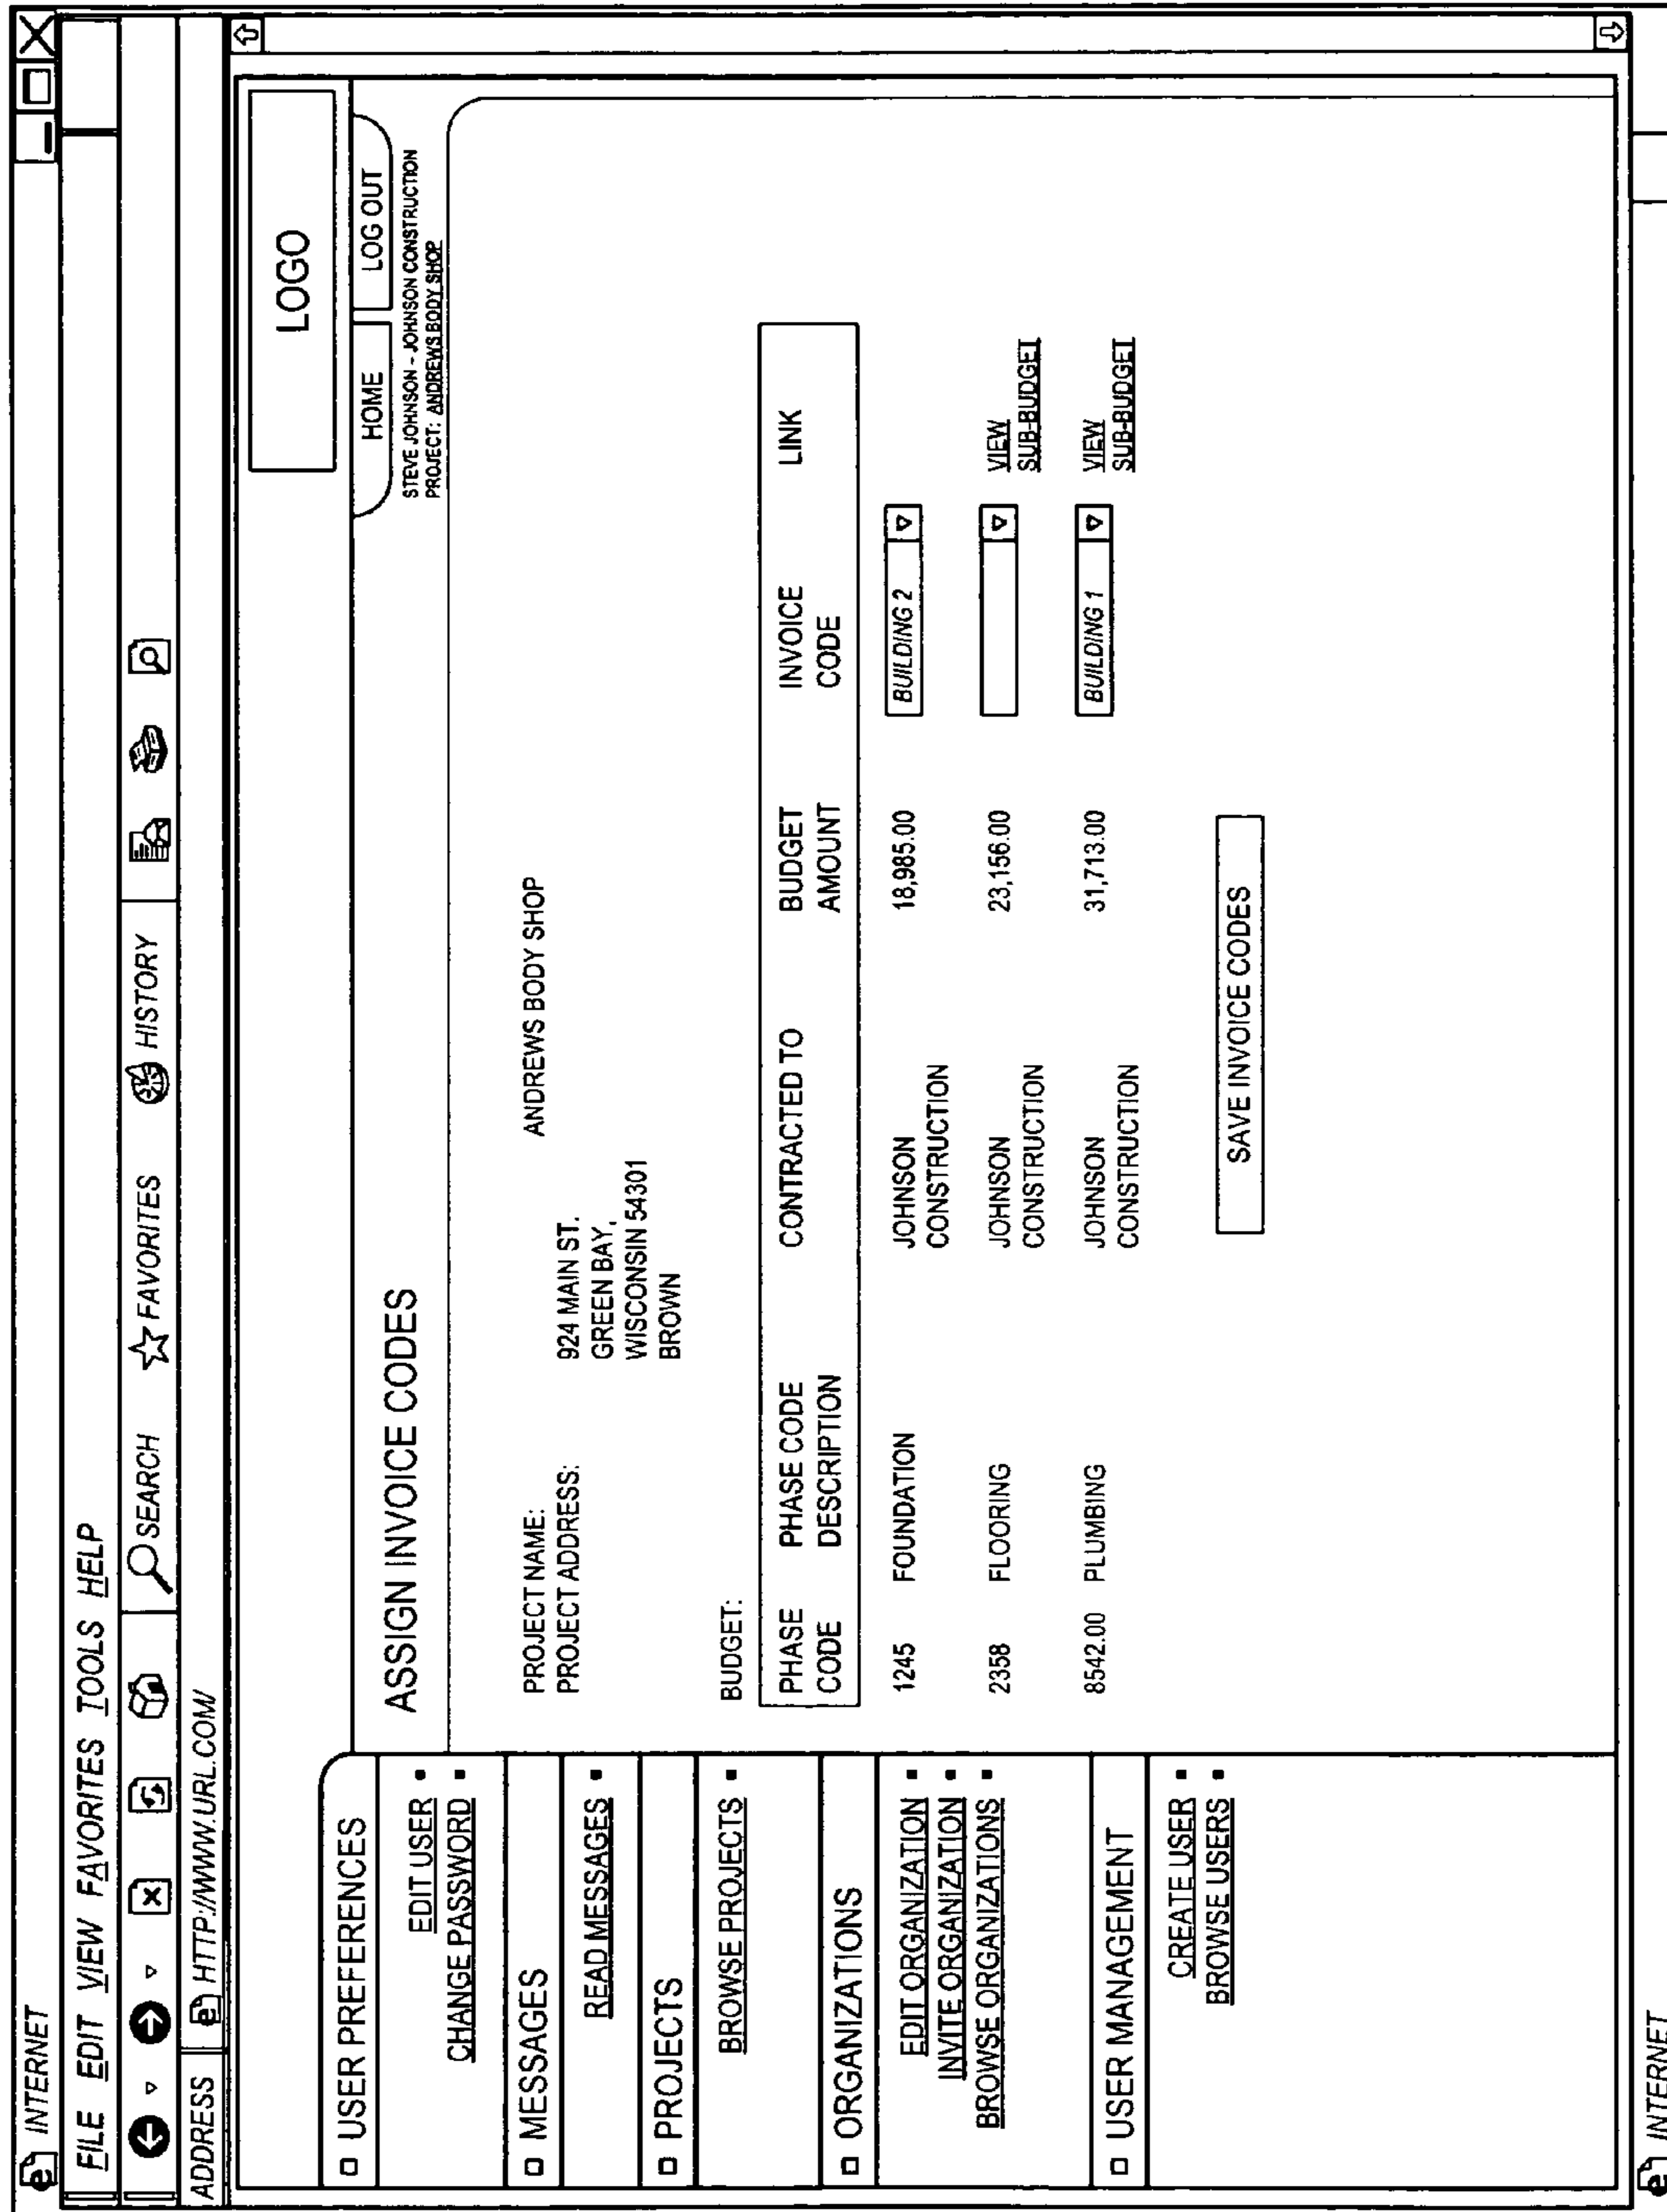 INTERNET
FILE EDIT VIEW FAVORITES TOOLS HELP
SEARCH FAVORITES HISTORY
ADDRESS HTTP://WWW.URL.COM/
LOGO
HOME LOG OUT
STEVE JOHNSON - JOHNSON CONSTRUCTION
PROJECT: ANDREWS BODY SHOP
USER PREFERENCES
EDIT USER
CHANGE PASSWORD
MESSAGES
READ MESSAGES
PROJECTS
BROWSE PROJECTS
ORGANIZATIONS
EDIT ORGANIZATION
INVITE ORGANIZATION
BROWSE ORGANIZATIONS
USER MANAGEMENT
CREATE USER
BROWSE USERS
ASSIGN INVOICE CODES
PROJECT NAME: ANDREWS BODY SHOP
PROJECT ADDRESS:
924 MAIN ST.
GREEN BAY,
WISCONSIN 54301
BROWN
BUDGET:
PHASE PHASE CODE CONTRACTED TO BUDGET INVOICE LINK
CODE DESCRIPTION AMOUNT CODE
1245 FOUNDATION JOHNSON 18,985.00 BUILDING 2
CONSTRUCTION
2358 FLOORING JOHNSON 23,156.00 VIEW
CONSTRUCTION SUB-BUDGET
8542.00 PLUMBING JOHNSON 31,713.00 BUILDING 1 VIEW
CONSTRUCTION SUB-BUDGET
SAVE INVOICE CODES
INTERNET